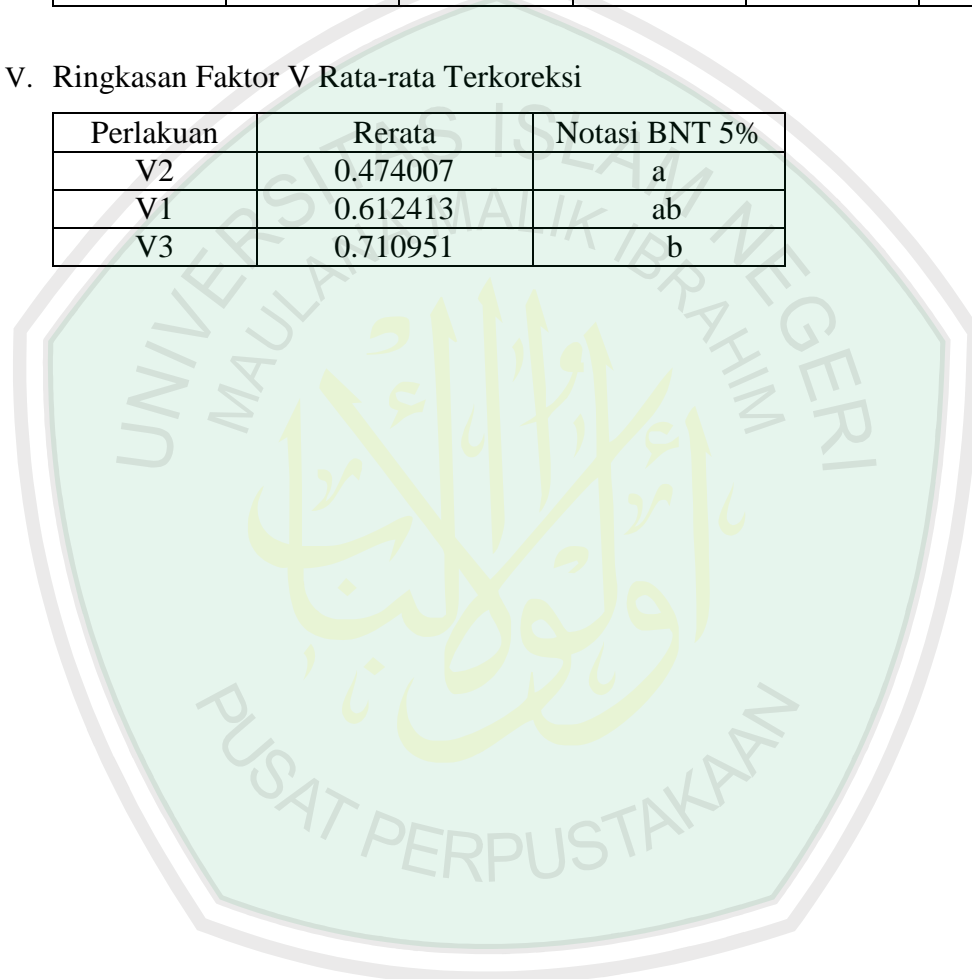 V. Ringkasan Faktor V Rata-rata Terkoreksi
Perlakuan Rerata Notasi BNT 5%
V2 0.474007 a
V1 0.612413 ab
V3 0.710951 b
UNIVERSITAS ISLAM NEGERI
MAULANA MALIK IBRAHIM
PUSAT PERPUSTAKAAN